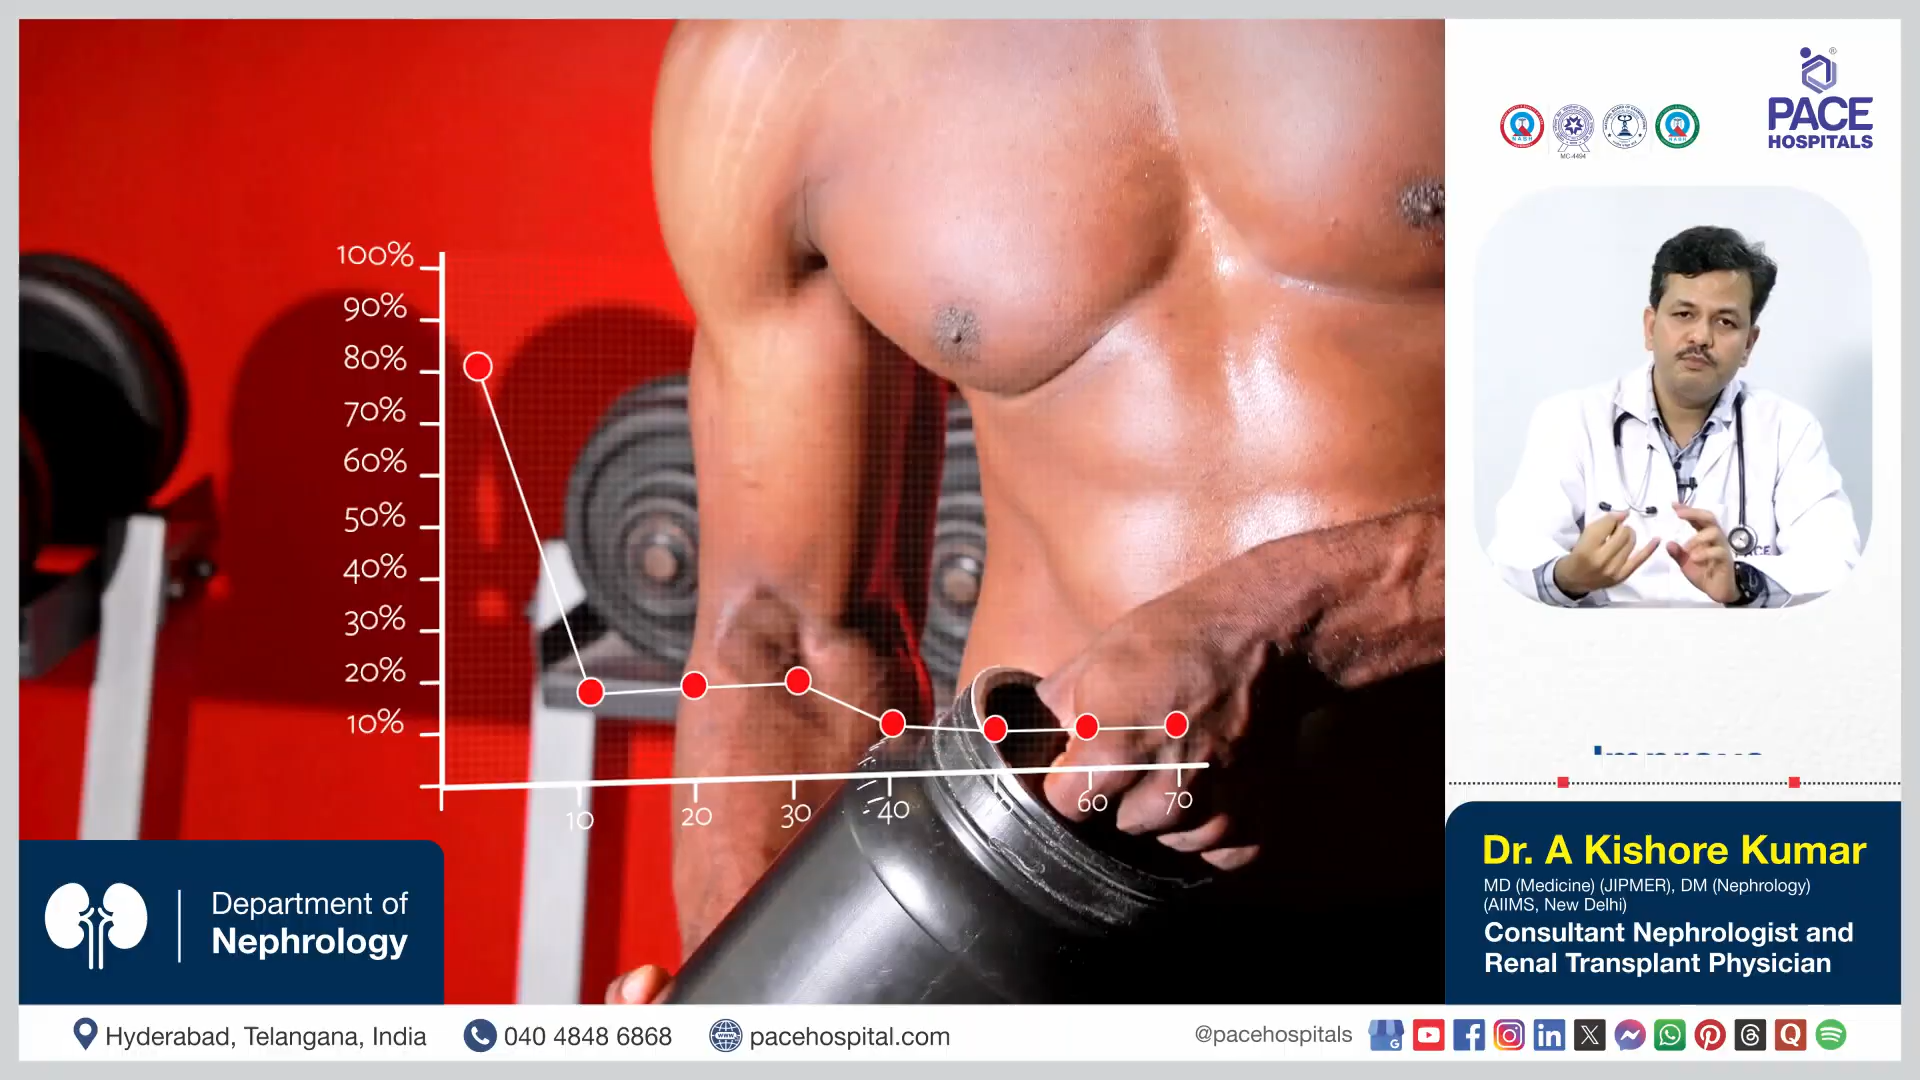 100%
90%
80%
70%
60%
50%
40%
30%
20%
10%
10
20
30
40
60
70
Department of
Nephrology
PACE
HOSPITALS
MC-4494
Dr. A Kishore Kumar
MD (Medicine) (JIPMER), DM (Nephrology)
(AIIMS, New Delhi)
Consultant Nephrologist and
Renal Transplant Physician
Hyderabad, Telangana, India
040 4848 6868
pacehospital.com
@pacehospitals